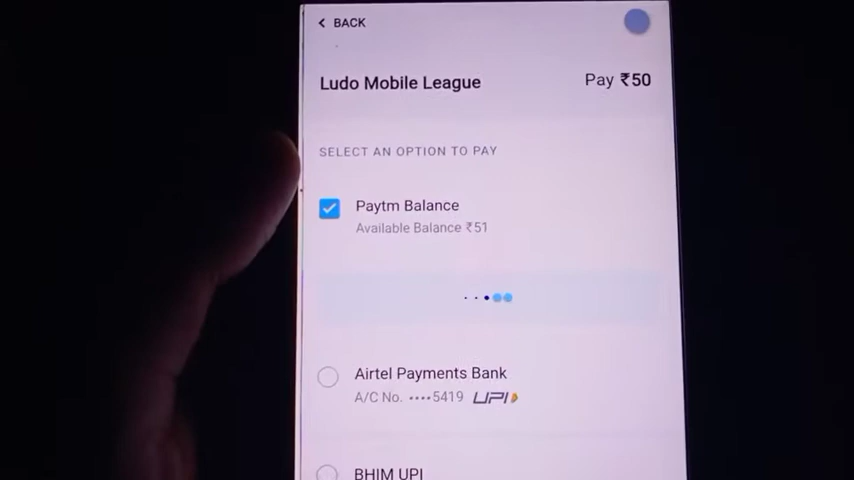 BACK
Ludo Mobile League
Pay ₹50
SELECT AN OPTION TO PAY
Paytm Balance
Available Balance ₹51
Airtel Payments Bank
A/C No. ••••5419 UPI
BHIM UPI